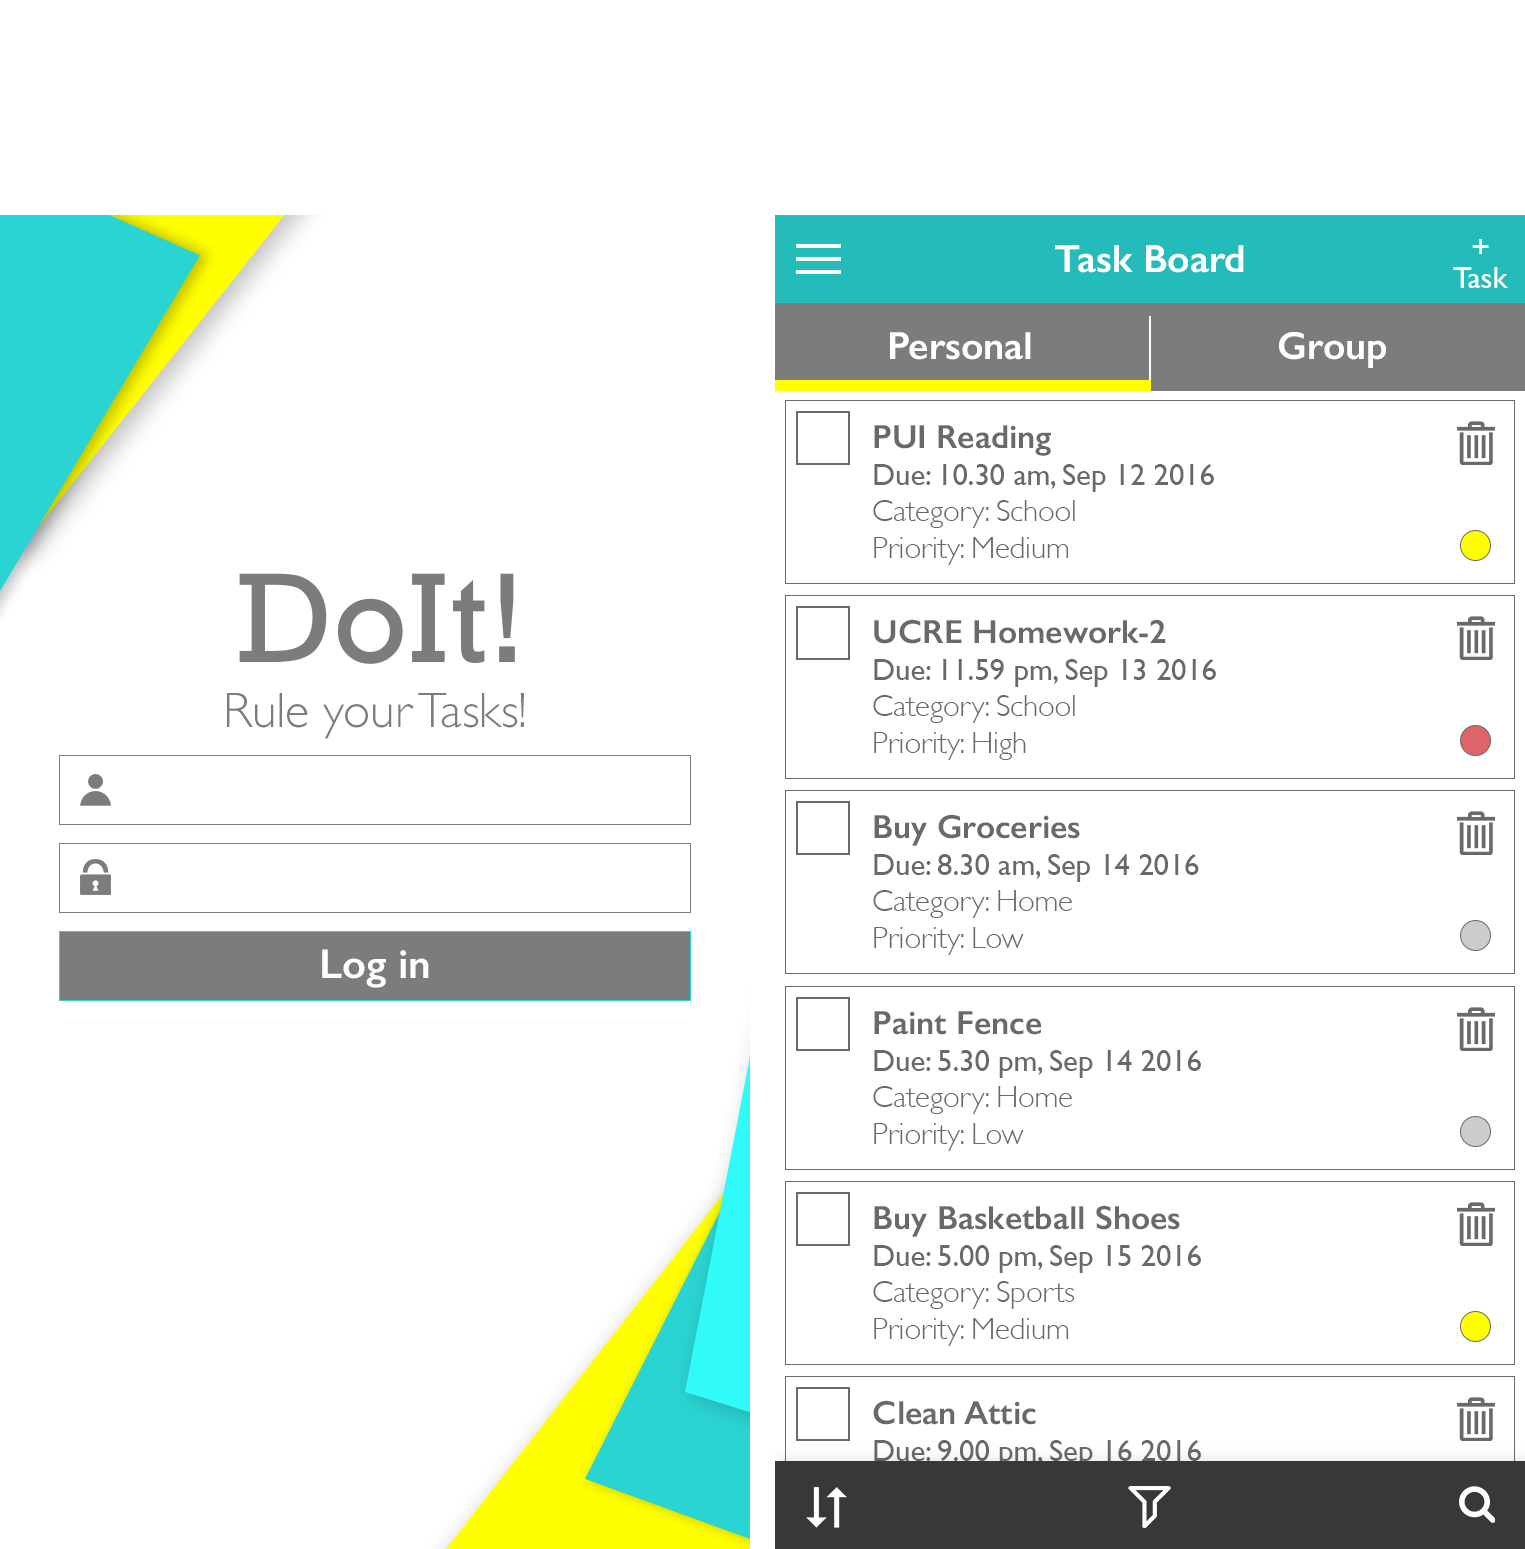 DoIt!
Rule your Tasks!
Log in
Task Board
+
Task
Personal
Group
PUI Reading
Due: 10.30 am, Sep 12 2016
Category: School
Priority: Medium
UCRE Homework-2
Due: 11.59 pm, Sep 13 2016
Category: School
Priority: High
Buy Groceries
Due: 8.30 am, Sep 14 2016
Category: Home
Priority: Low
Paint Fence
Due: 5.30 pm, Sep 14 2016
Category: Home
Priority: Low
Buy Basketball Shoes
Due: 5.00 pm, Sep 15 2016
Category: Sports
Priority: Medium
Clean Attic
Due: 9.00 pm, Sep 16 2016